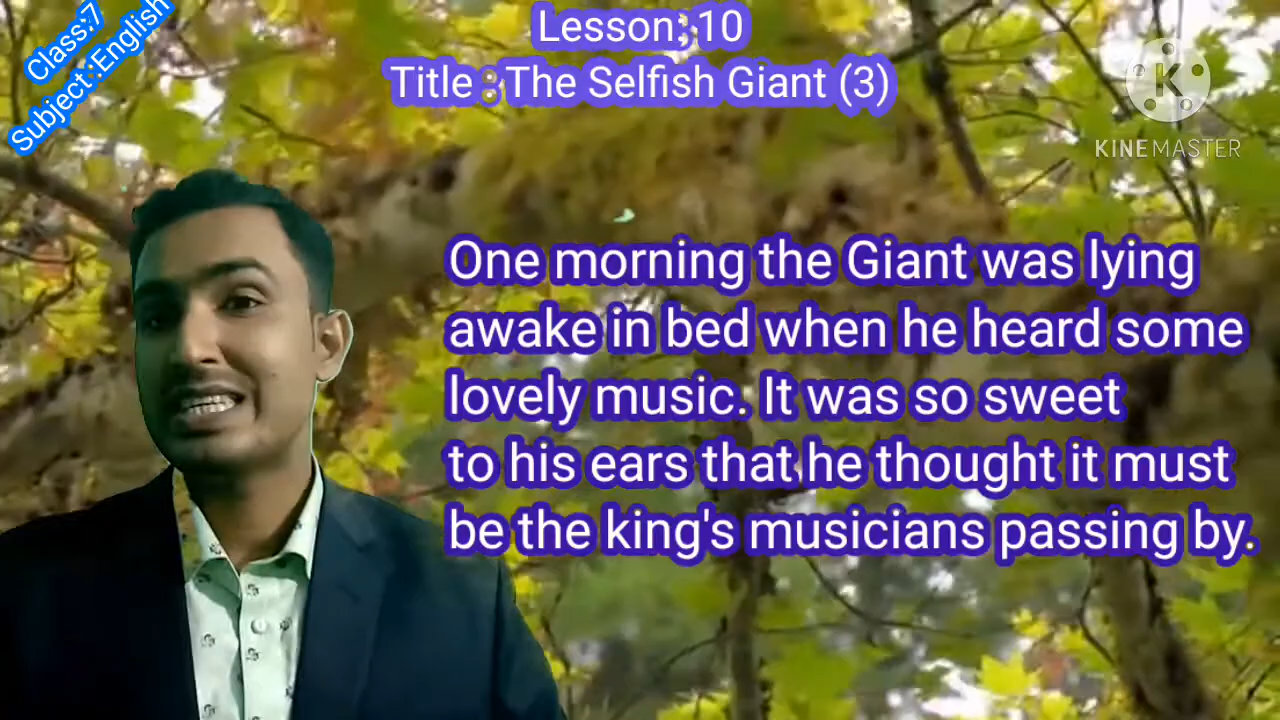 Class:7
Subject:English
Lesson: 10
Title : The Selfish Giant (3)
KINEMASTER
One morning the Giant was lying
awake in bed when he heard some
lovely music. It was so sweet
to his ears that he thought it must
be the king's musicians passing by.